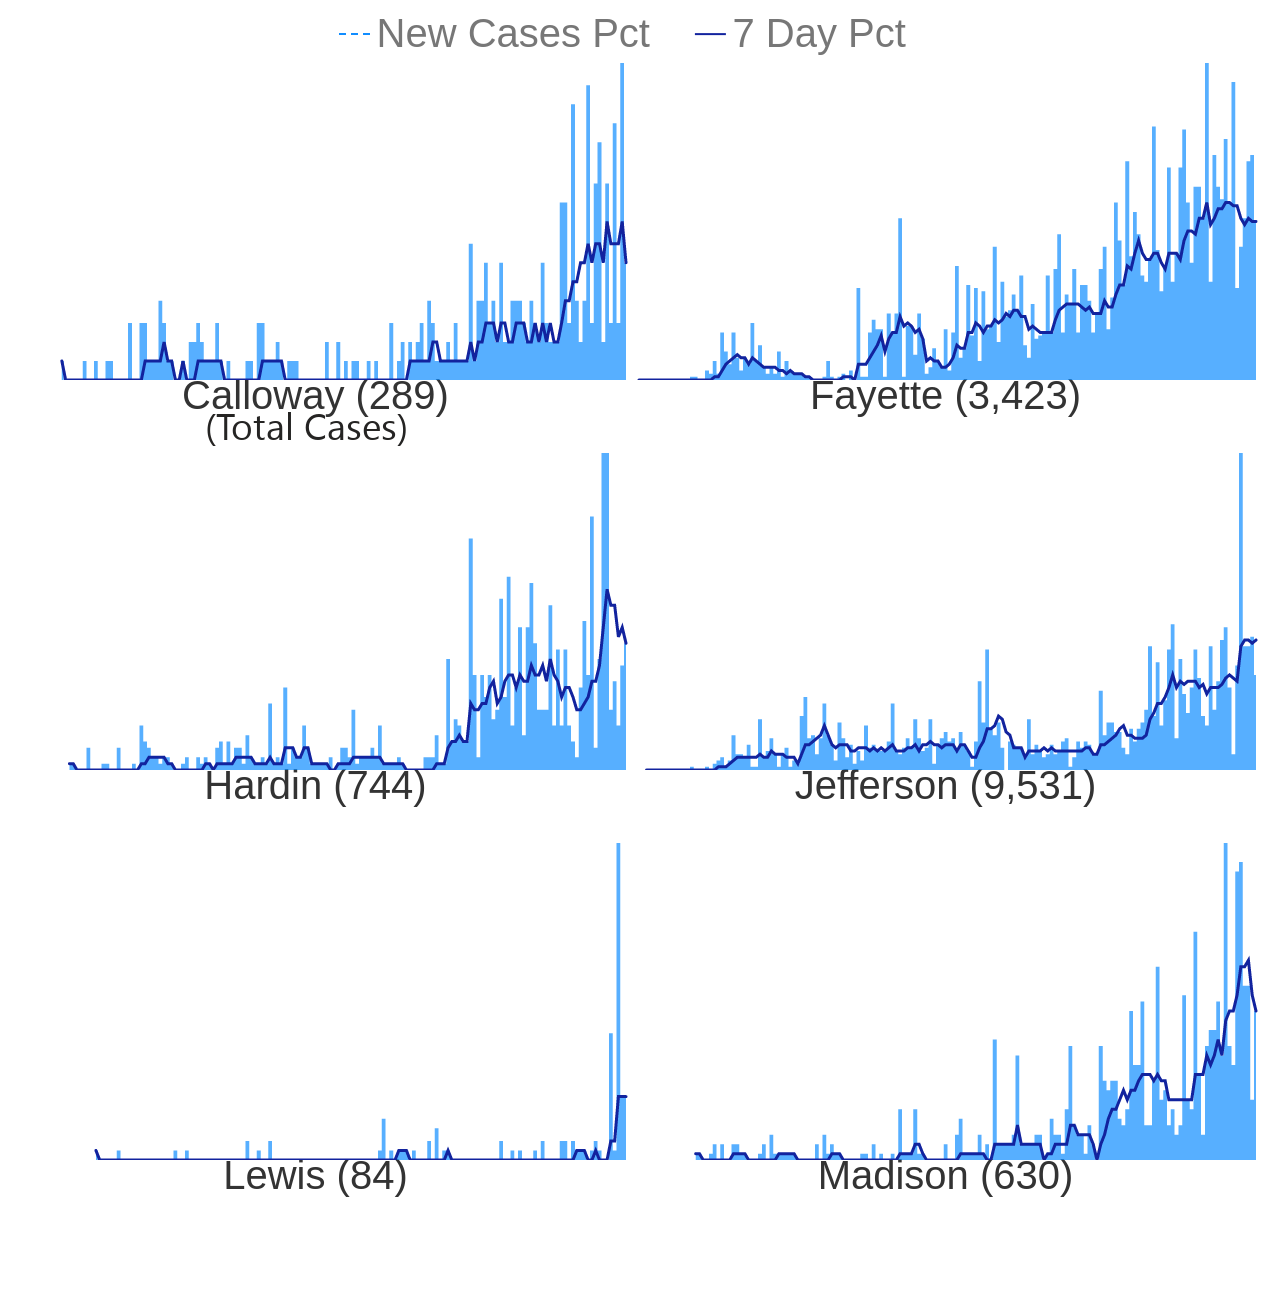 New Cases Pct 7 Day Pct
Calloway (289) Fayette (3,423)
(Total Cases)
Hardin (744) Jefferson (9,531)
Lewis (84) Madison (630)